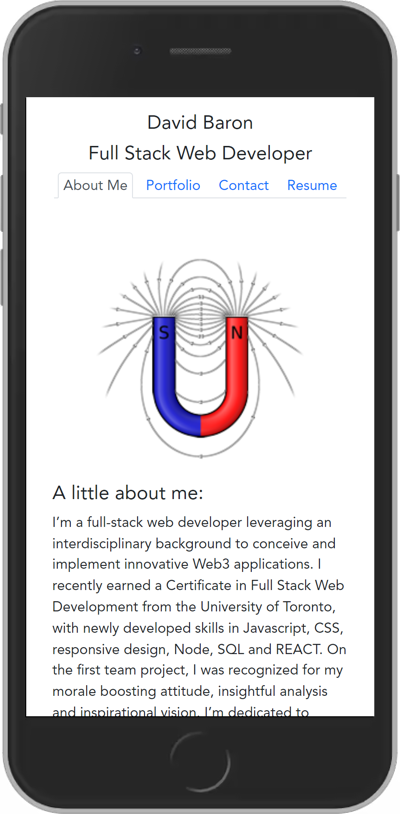 David Baron
Full Stack Web Developer
About Me Portfolio Contact Resume
S N
A little about me:
I'm a full-stack web developer leveraging an
interdisciplinary background to conceive and
implement innovative Web3 applications. I
recently earned a Certificate in Full Stack Web
Development from the University of Toronto,
with newly developed skills in Javascript, CSS,
responsive design, Node, SQL and REACT. On
the first team project, I was recognized for my
morale boosting attitude, insightful analysis
and inspirational vision. I'm dedicated to